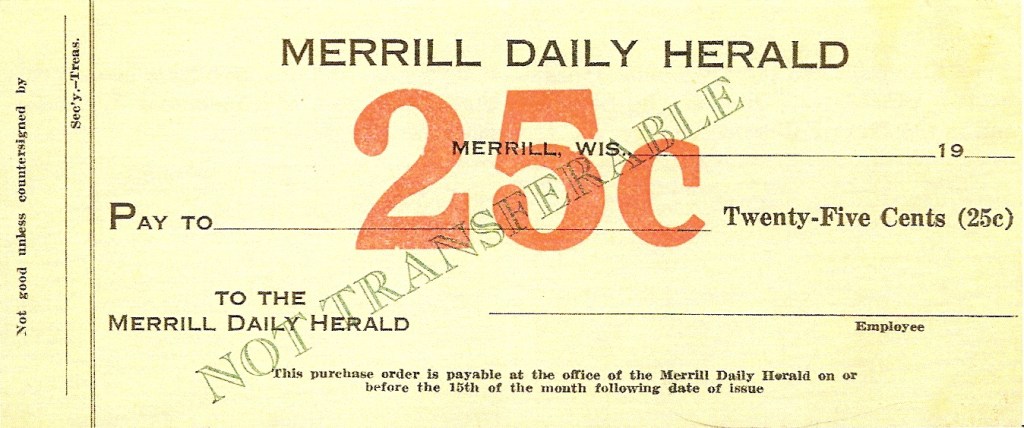 Not good unless countersigned by
Sec'y.-Treas.
MERRILL DAILY HERALD
25c
MERRILL, WIS., 19
PAY TO Twenty-Five Cents (25c)
NOT TRANSFERABLE
TO THE
MERRILL DAILY HERALD
Employee
This purchase order is payable at the office of the Merrill Daily Herald on or
before the 15th of the month following date of issue